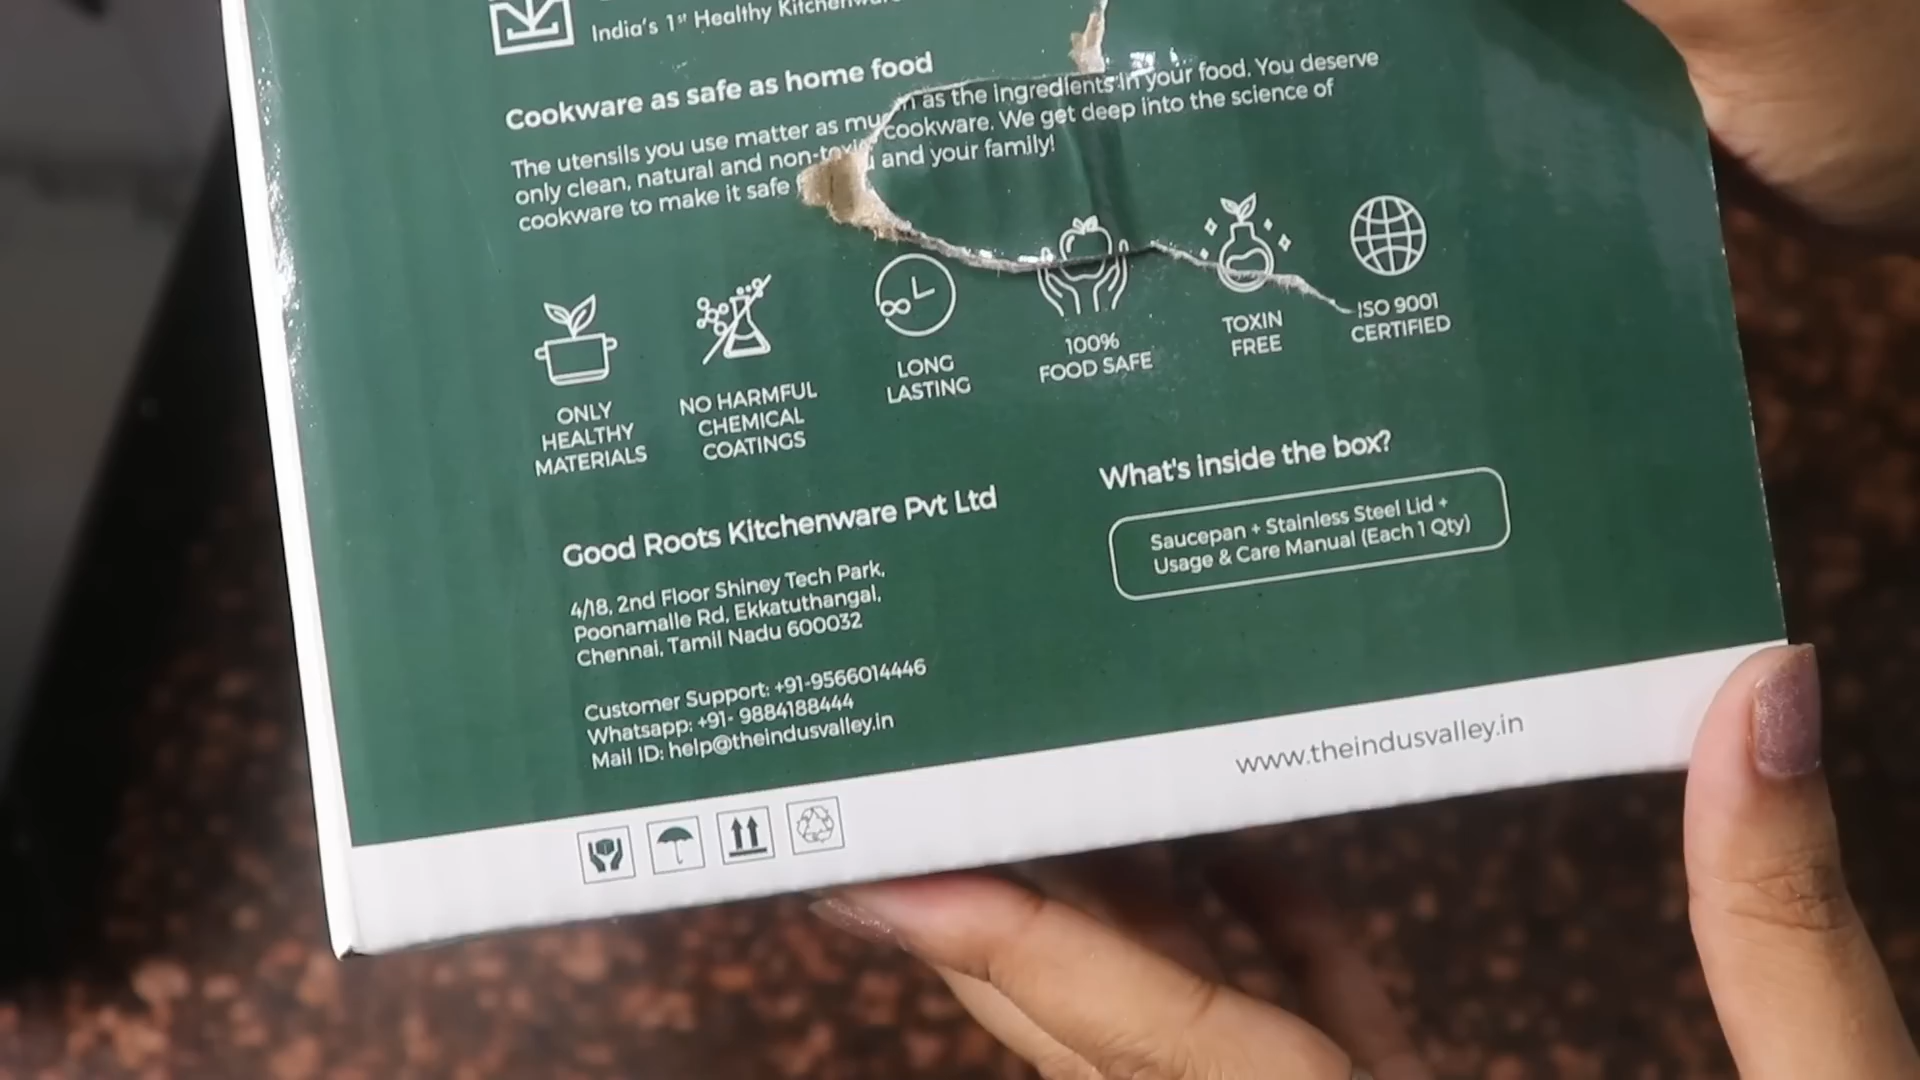 India's 1st Healthy
Cookware as safe as home food
The utensils you use matter as as the ingredients in your food. You deserve
only clean, natural and cookware. We get deep into the science of
cookware to make it safe and your family!
ONLY
HEALTHY
MATERIALS
NO HARMFUL
CHEMICAL
COATINGS
LONG
LASTING
100%
FOOD SAFE
TOXIN
FREE
ISO 9001
CERTIFIED
Good Roots Kitchenware Pvt Ltd
4/18, 2nd Floor Shiney Tech Park,
Poonamalle Rd, Ekkatuthangal,
Chennai, Tamil Nadu 600032
Customer Support: +91-9566014446
Whatsapp: +91- 9884188444
Mail ID: help@theindusvalley.in
What's inside the box?
Saucepan + Stainless Steel Lid +
Usage & Care Manual (Each 1 Qty)
www.theindusvalley.in